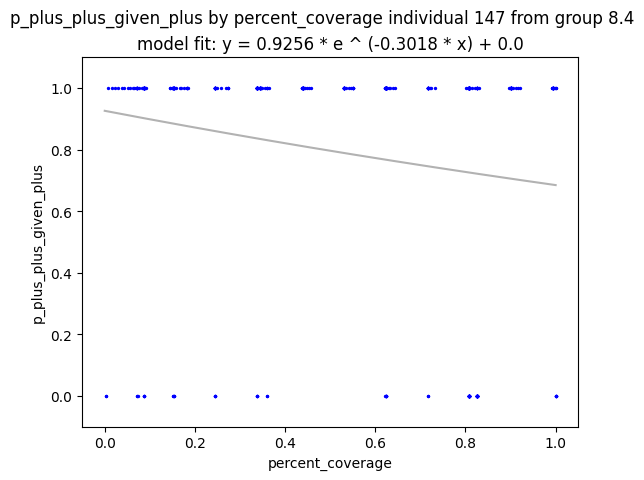 p_plus_plus_given_plus by percent_coverage individual 147 from group 8.4
model fit: y = 0.9256 * e ^ (-0.3018 * x) + 0.0
p_plus_plus_given_plus
1.0
0.8
0.6
0.4
0.2
0.0
0.0 0.2 0.4 0.6 0.8 1.0
percent_coverage